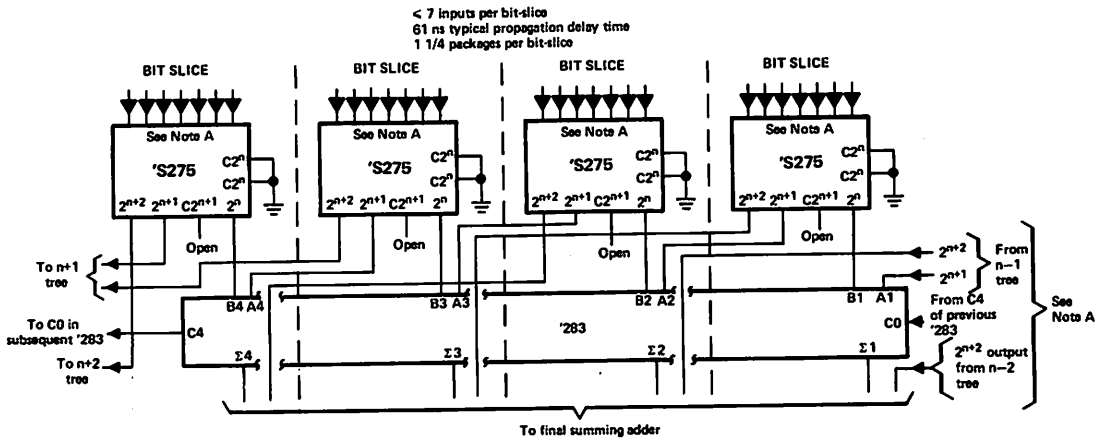 < 7 inputs per bit-slice
61 ns typical propagation delay time
1 1/4 packages per bit-slice
BIT SLICE
BIT SLICE
BIT SLICE
BIT SLICE
See Note A
See Note A
See Note A
See Note A
'S275
'S275
'S275
'S275
C2ⁿ
C2ⁿ
C2ⁿ
C2ⁿ
C2ⁿ
C2ⁿ
C2ⁿ
C2ⁿ
2ⁿ⁺² 2ⁿ⁺¹ C2ⁿ⁺¹ 2ⁿ
2ⁿ⁺² 2ⁿ⁺¹ C2ⁿ⁺¹ 2ⁿ
2ⁿ⁺² 2ⁿ⁺¹ C2ⁿ⁺¹ 2ⁿ
2ⁿ⁺² 2ⁿ⁺¹ C2ⁿ⁺¹ 2ⁿ
Open
Open
Open
Open
To n+1
tree
2ⁿ⁺²
2ⁿ⁺¹
From
n−1
tree
B4 A4
B3 A3
B2 A2
B1 A1
To C0 in
subsequent '283
C4
'283
C0
From C4
of previous
'283
See
Note A
To n+2
tree
Σ4
Σ3
Σ2
Σ1
2ⁿ⁺² output
from n−2
tree
To final summing adder